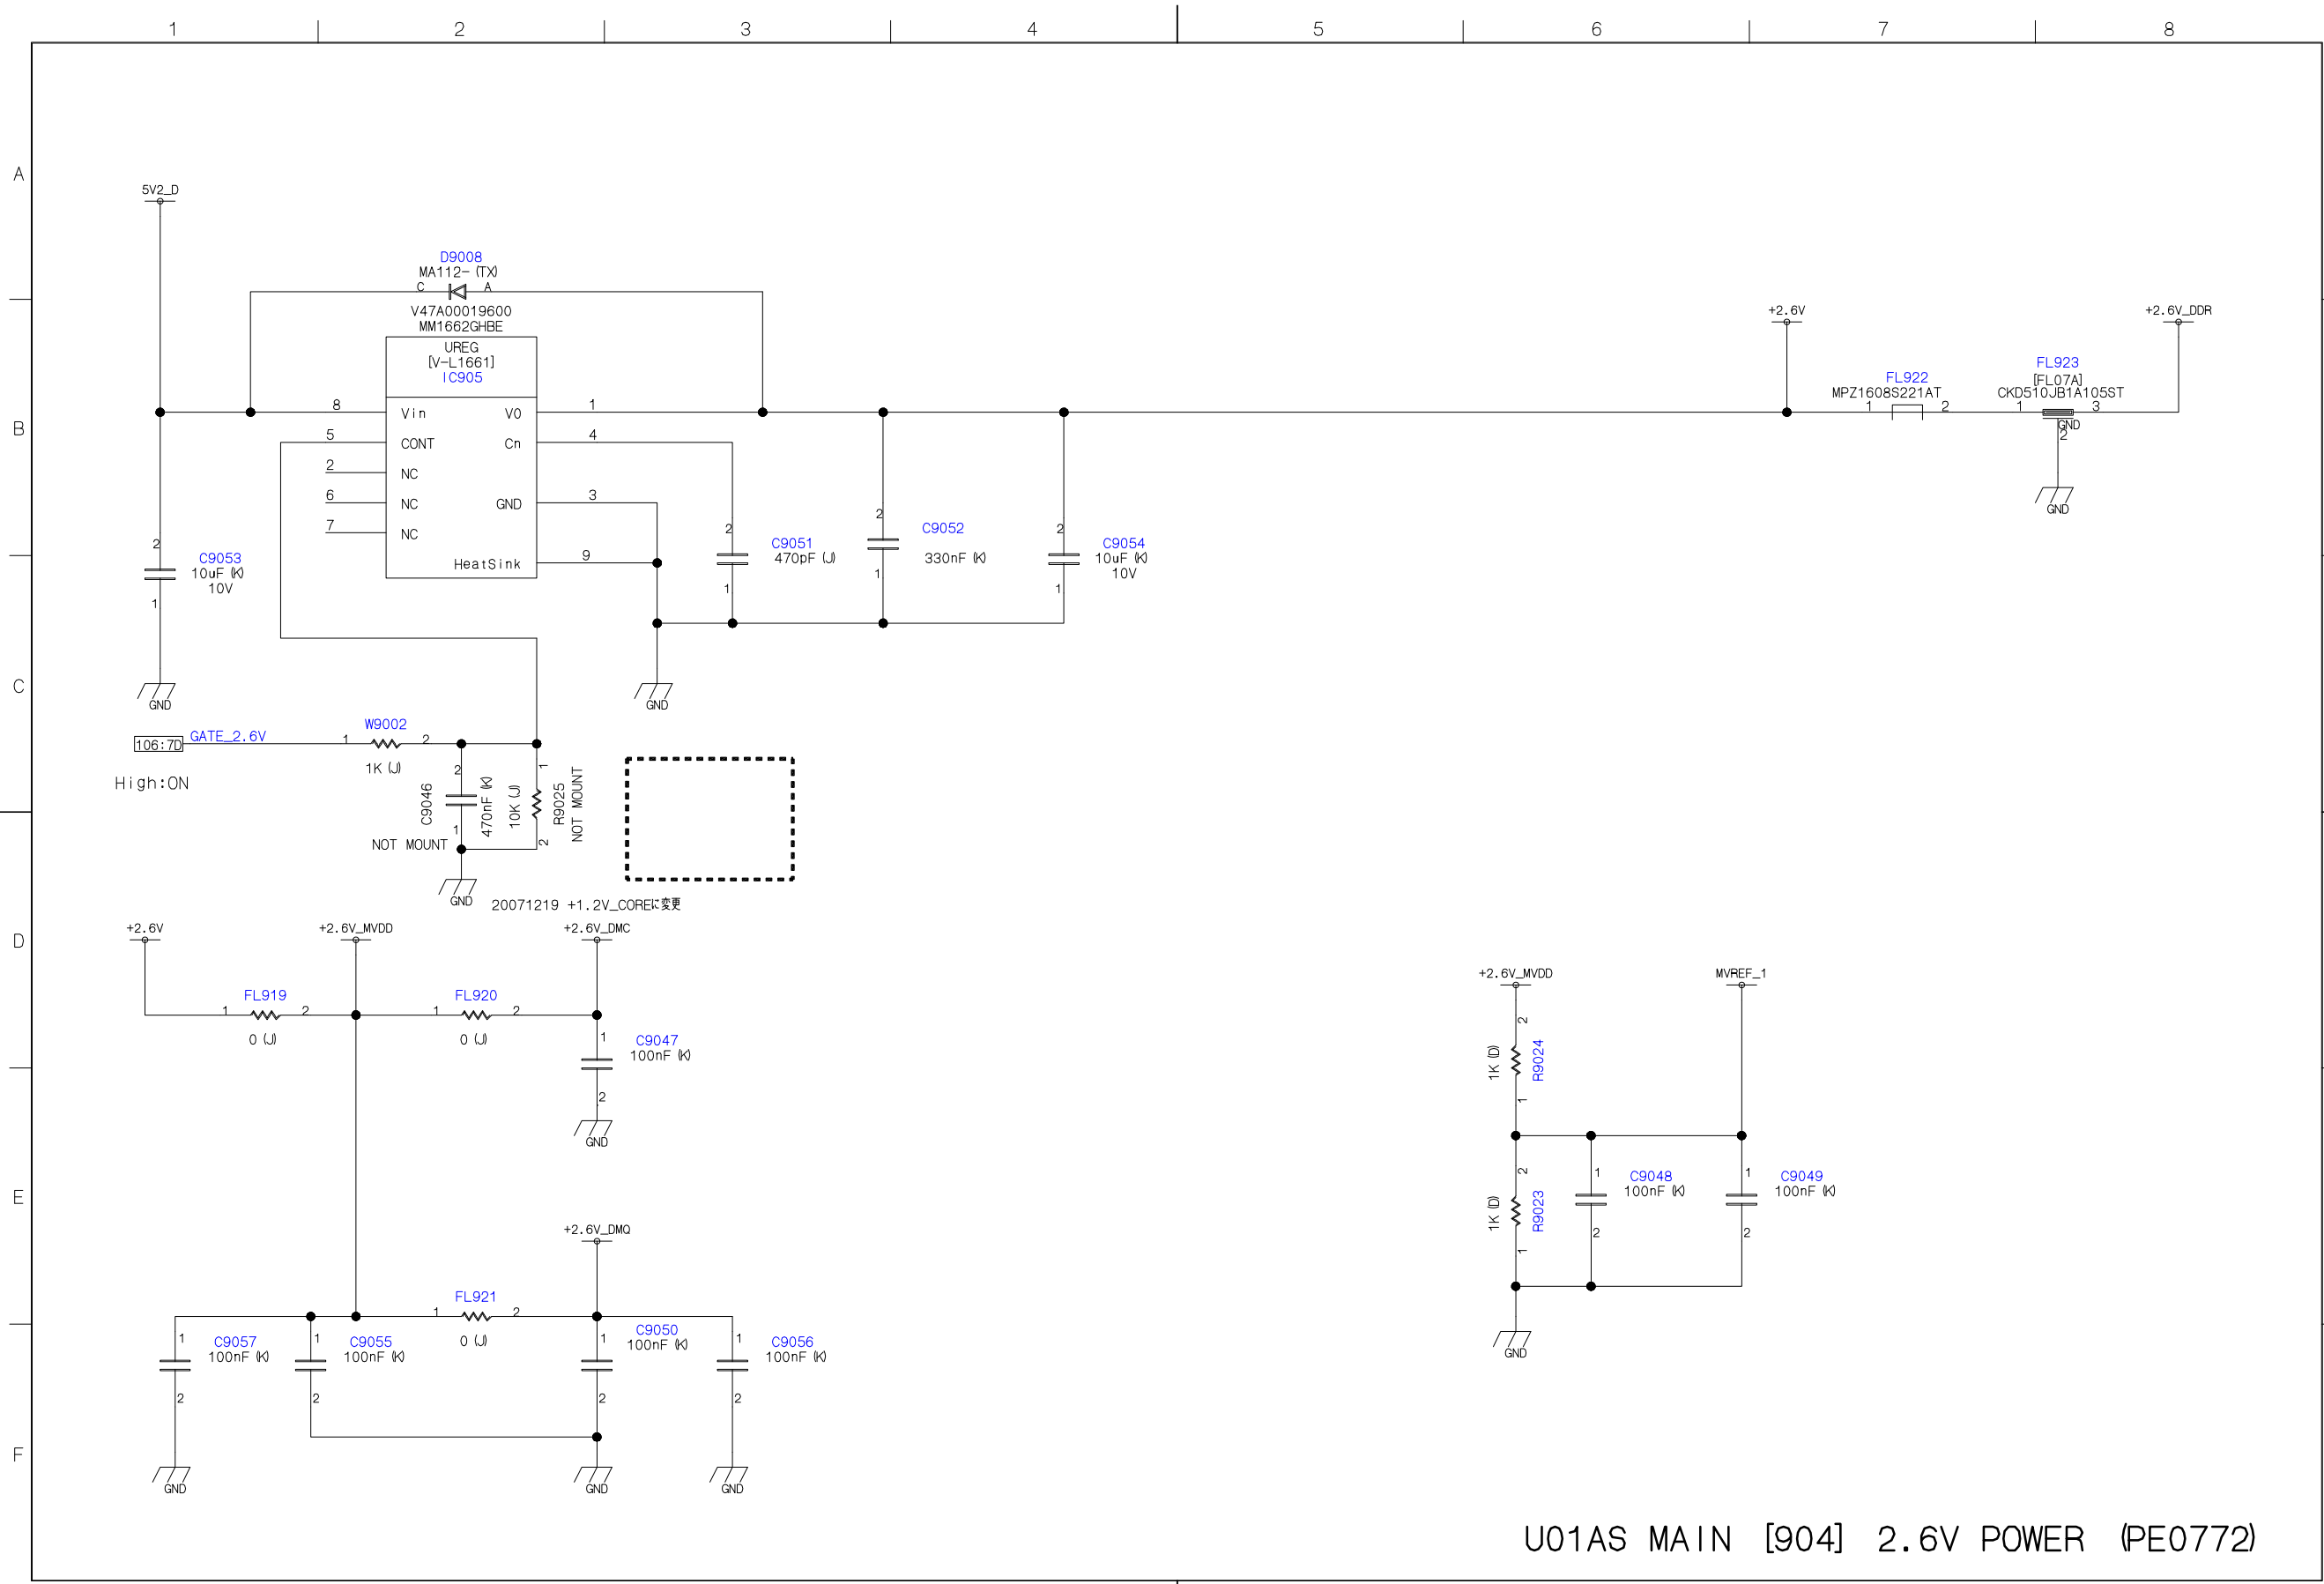 1 2 3 4 5 6 7 8
A
5V2_D
D9008
MA112-(TX)
C A
V47A00019600
MM1662GHBE
UREG
[V-L1661]
IC905
8 Vin VO 1
5 CONT Cn 4
2 NC
6 NC GND 3
7 NC
HeatSink 9
+2.6V
+2.6V_DDR
FL922
MPZ1608S221AT
1 2
FL923
[FL07A]
CKD510JB1A105ST
1 3
GND
2
GND
B
2
C9053
10uF(K)
10V
1
GND
2
C9051
470pF(J)
1
2
C9052
330nF(K)
1
2
C9054
10uF(K)
10V
1
GND
C
106:7D GATE_2.6V
High:ON
1 W9002 2
1K(J)
2
C9046
470nF(K)
1
NOT MOUNT
1
10K(J)
R9025
NOT MOUNT
2
GND
20071219 +1.2V_COREに変更
D
+2.6V
+2.6V_MVDD
+2.6V_DMC
FL919
1 2
0(J)
FL920
1 2
0(J)
1
C9047
100nF(K)
2
GND
+2.6V_MVDD
MVREF_1
2
1K(D)
R9024
1
2
1K(D)
R9023
1
1
C9048
100nF(K)
2
1
C9049
100nF(K)
2
GND
E
+2.6V_DMQ
FL921
1 2
0(J)
1
C9057
100nF(K)
2
GND
1
C9055
100nF(K)
2
1
C9050
100nF(K)
2
GND
1
C9056
100nF(K)
2
GND
F
U01AS MAIN [904] 2.6V POWER (PE0772)